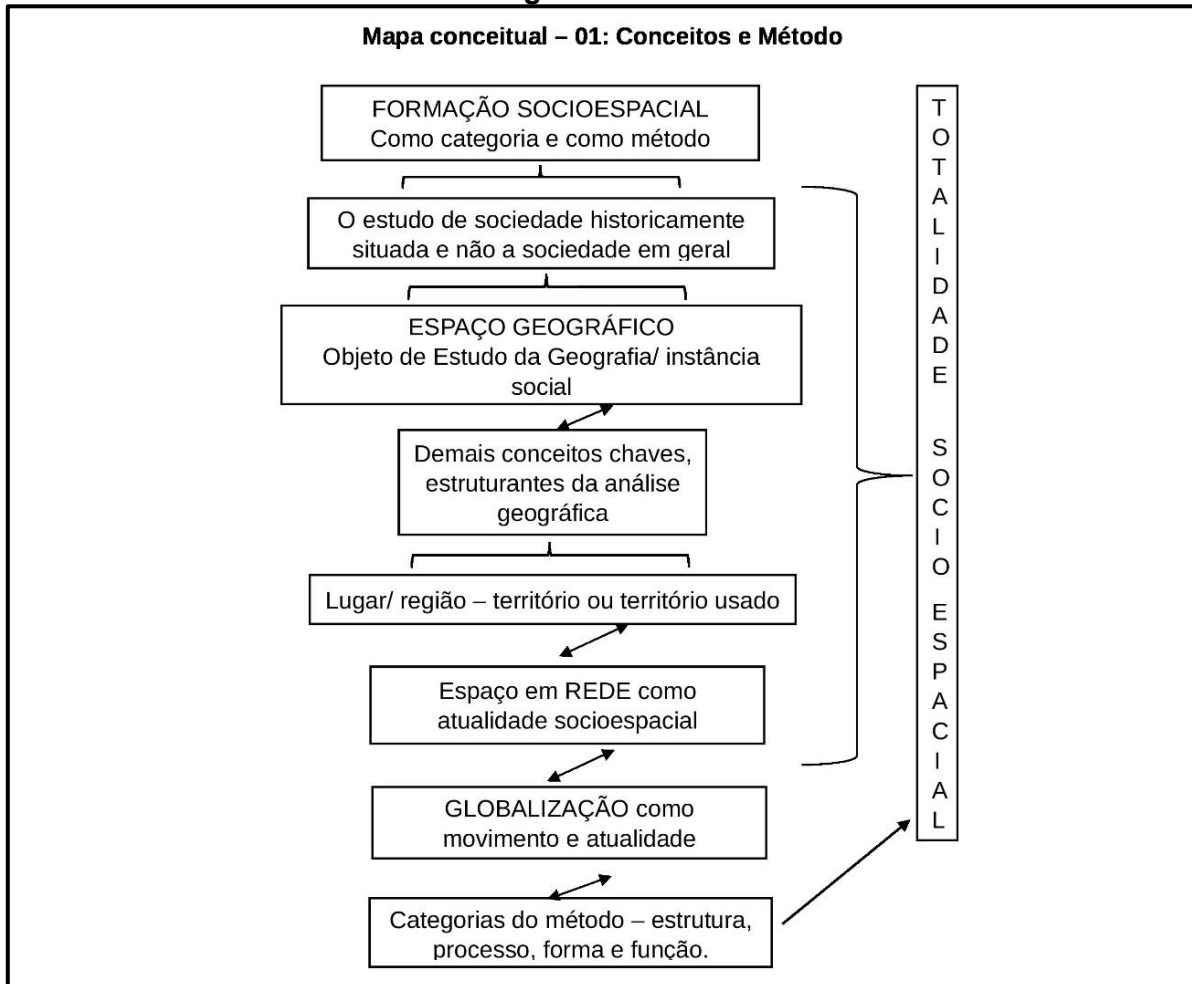 Mapa conceitual – 01: Conceitos e Método
FORMAÇÃO SOCIOESPACIAL
Como categoria e como método
O estudo de sociedade historicamente
situada e não a sociedade em geral
ESPAÇO GEOGRÁFICO
Objeto de Estudo da Geografia/ instância
social
Demais conceitos chaves,
estruturantes da análise
geográfica
Lugar/ região – território ou território usado
Espaço em REDE como
atualidade socioespacial
GLOBALIZAÇÃO como
movimento e atualidade
Categorias do método – estrutura,
processo, forma e função.
TOTALIDADE SOCIO ESPACIAL